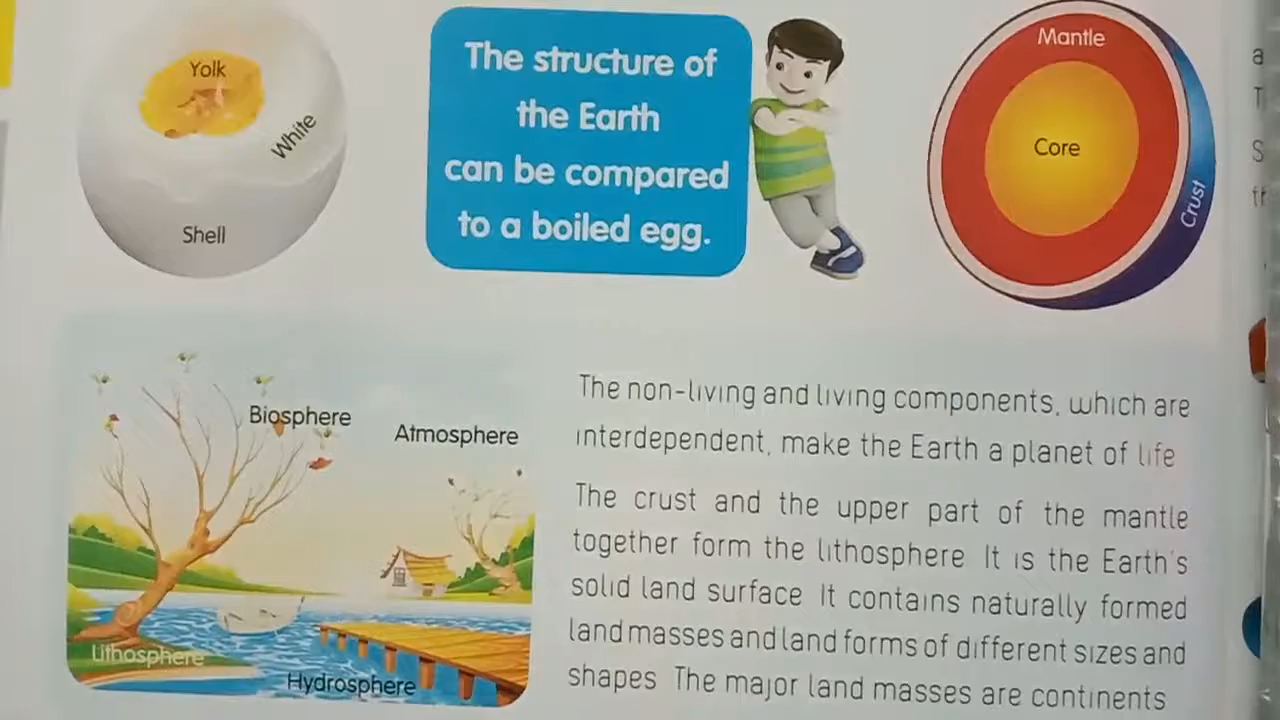 Yolk
White
Shell
The structure of
the Earth
can be compared
to a boiled egg.
Mantle
Core
Crust
Biosphere
Atmosphere
Lithosphere
Hydrosphere
The non-living and living components, which are
interdependent, make the Earth a planet of life
The crust and the upper part of the mantle
together form the lithosphere It is the Earth's
solid land surface It contains naturally formed
land masses and land forms of different sizes and
shapes The major land masses are continents